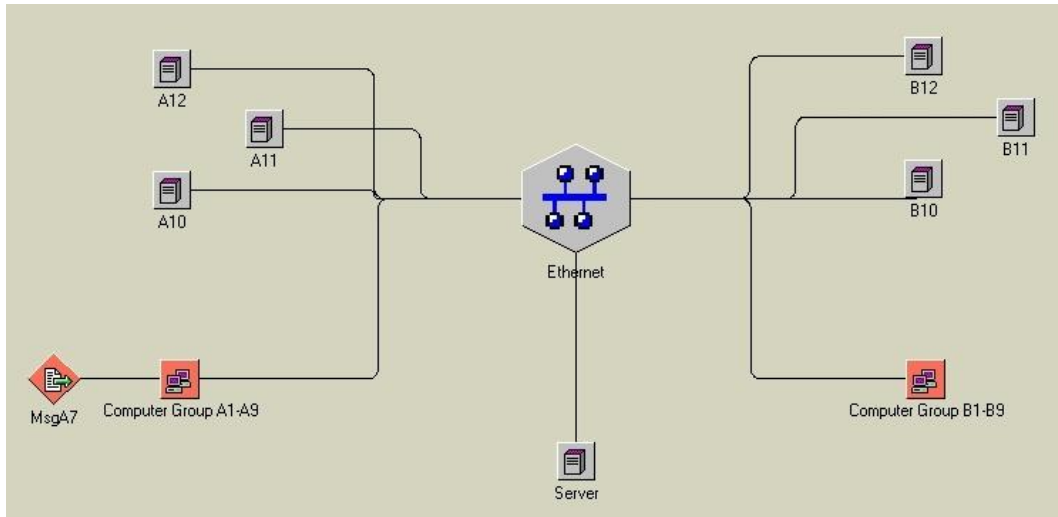 A12
B12
A11
B11
A10
B10
Ethernet
MsgA7
Computer Group A1-A9
Computer Group B1-B9
Server